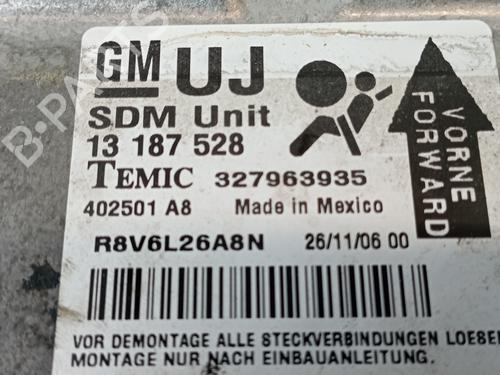 GM UJ
SDM Unit
13 187 528
TEMIC 327963935
402501 A8 Made in Mexico
R8V6L26A8N 26/11/06 00
VORNE
FORWARD
VOR DEMONTAGE ALLE STECKVERBINDUNGEN LOESE
MONTAGE NUR NACH EINBAUANLEITUNG.
B-PARTS